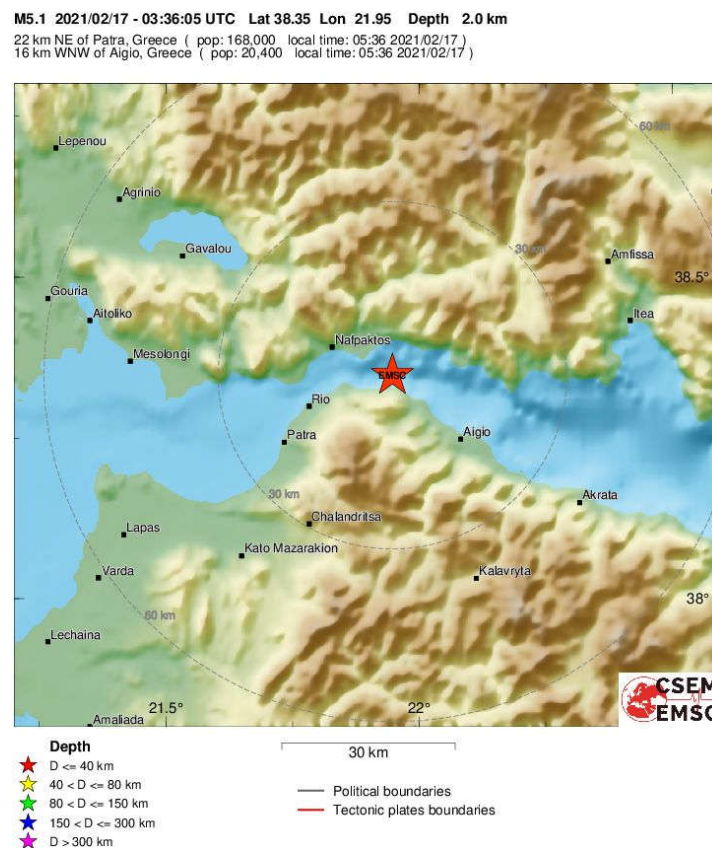 M5.1 2021/02/17 - 03:36:05 UTC Lat 38.35 Lon 21.95 Depth 2.0 km
22 km NE of Patra, Greece ( pop: 168,000 local time: 05:36 2021/02/17 )
16 km WNW of Aigio, Greece ( pop: 20,400 local time: 05:36 2021/02/17 )
60 km
Lepenou
Agrinio
Gavalou
30 km
Amfissa
38.5°
Gouria
Aitoliko
Itea
Mesolongi
Nafpaktos
EMSC
Rio
Patra
Aigio
30 km
Akrata
Chalandritsa
Lapas
Kato Mazarakion
Varda
Kalavryta
38°
60 km
Lechaina
CSEM
EMSC
21.5°
22°
Amaliada
Depth
D <= 40 km
40 < D <= 80 km
80 < D <= 150 km
150 < D <= 300 km
D > 300 km
30 km
Political boundaries
Tectonic plates boundaries